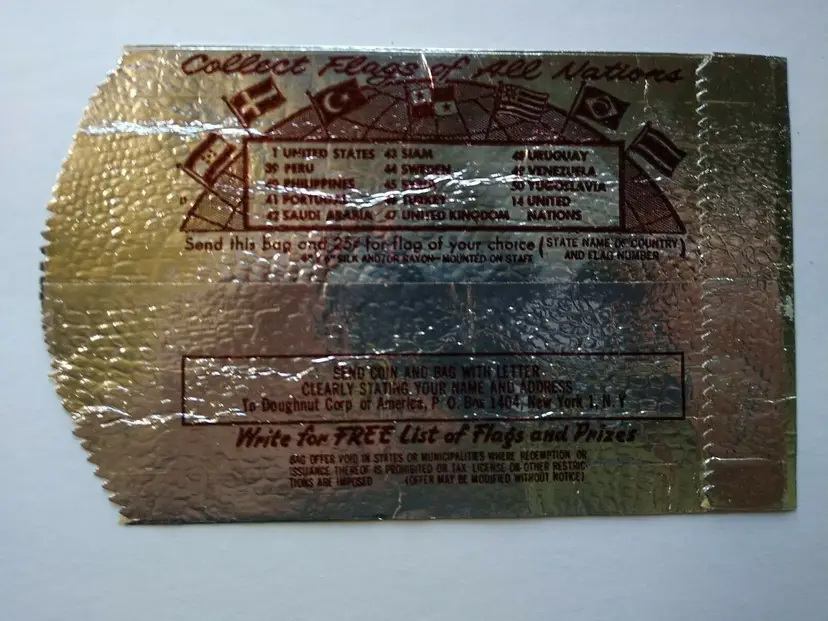 Collect Flags of All Nations
1 UNITED STATES 43 SIAM 48 URUGUAY
39 PERU 44 SWEDEN 49 VENEZUELA
40 PHILIPPINES 45 SYRIA 50 YUGOSLAVIA
41 PORTUGAL 46 TURKEY 14 UNITED
42 SAUDI ARABIA 47 UNITED KINGDOM NATIONS
Send this bag and 25¢ for flag of your choice (STATE NAME OF COUNTRY
AND FLAG NUMBER)
4" x 6" SILK AND/OR RAYON—MOUNTED ON STAFF
SEND COIN AND BAG WITH LETTER
CLEARLY STATING YOUR NAME AND ADDRESS
To Doughnut Corp of America, P. O. Box 1404, New York 1, N. Y
Write for FREE List of Flags and Prizes
BAG OFFER VOID IN STATES OR MUNICIPALITIES WHERE REDEMPTION OR
ISSUANCE THEREOF IS PROHIBITED OR TAX LICENSE OR OTHER RESTRIC
TIONS ARE IMPOSED (OFFER MAY BE MODIFIED WITHOUT NOTICE)